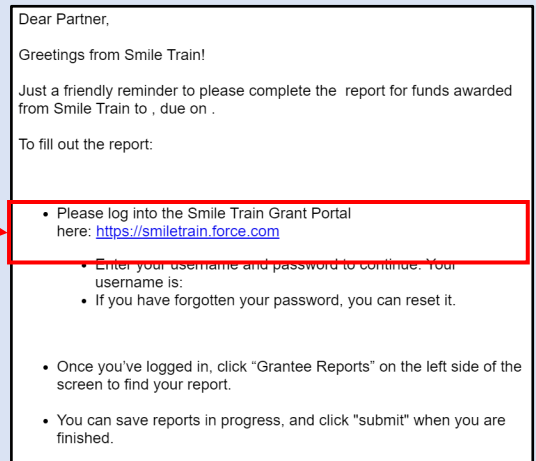 Dear Partner,
Greetings from Smile Train!
Just a friendly reminder to please complete the  report for funds awarded
from Smile Train to , due on .
To fill out the report:
• Please log into the Smile Train Grant Portal
here: https://smiletrain.force.com
• Enter your username and password to continue. Your
username is:
• If you have forgotten your password, you can reset it.
• Once you’ve logged in, click “Grantee Reports” on the left side of the
screen to find your report.
• You can save reports in progress, and click "submit" when you are
finished.